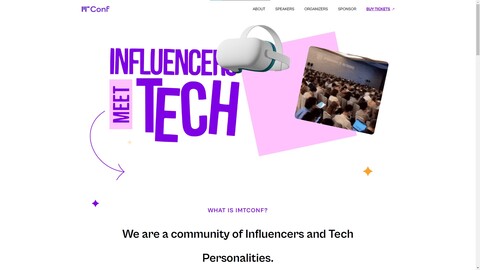 Conf
ABOUT
SPEAKERS
ORGANIZERS
SPONSOR
BUY TICKETS ↗
INFLUENCERS
MEET
TECH
WHAT IS IMTCONF?
We are a community of Influencers and Tech
Personalities.